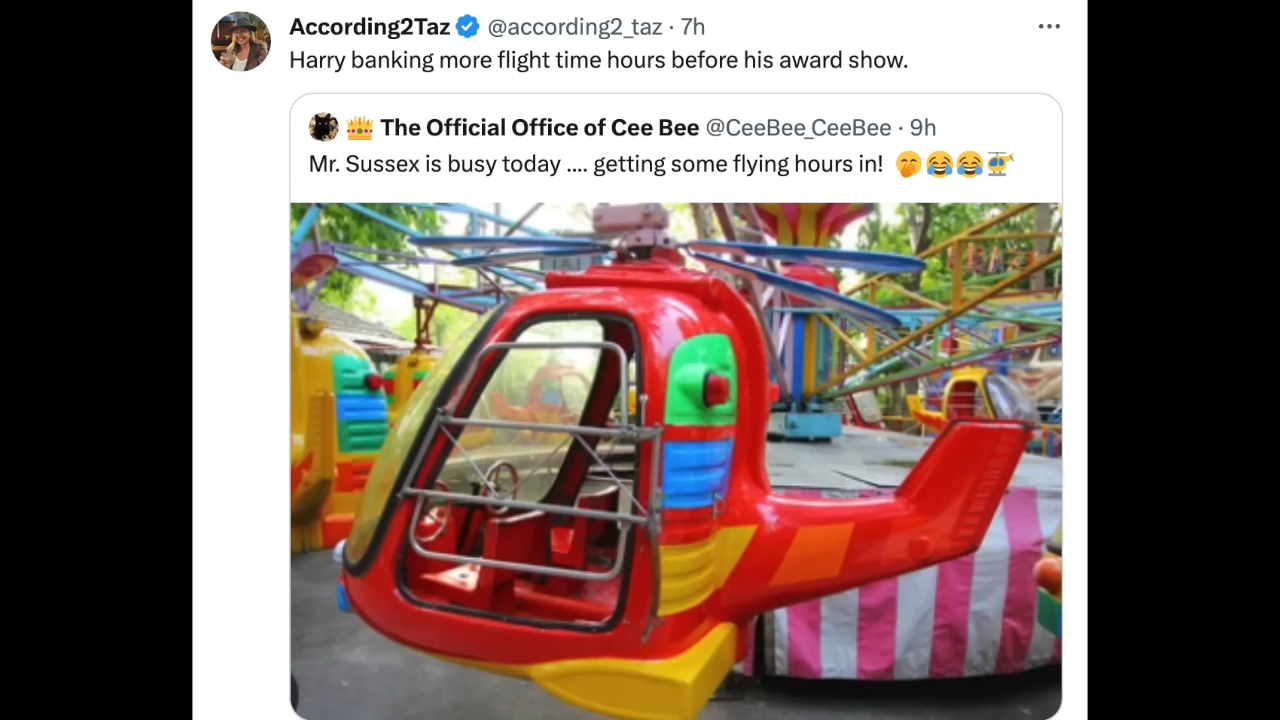 According2Taz @according2_taz · 7h
Harry banking more flight time hours before his award show.
👑 The Official Office of Cee Bee @CeeBee_CeeBee · 9h
Mr. Sussex is busy today .... getting some flying hours in! 🤭😂😂🚁